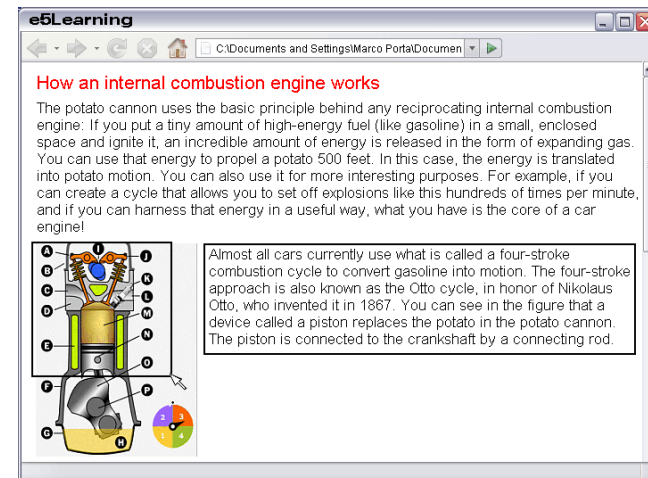 e5Learning
C:\Documents and Settings\Marco Porta\Documen
How an internal combustion engine works
The potato cannon uses the basic principle behind any reciprocating internal combustion
engine: If you put a tiny amount of high-energy fuel (like gasoline) in a small, enclosed
space and ignite it, an incredible amount of energy is released in the form of expanding gas.
You can use that energy to propel a potato 500 feet. In this case, the energy is translated
into potato motion. You can also use it for more interesting purposes. For example, if you
can create a cycle that allows you to set off explosions like this hundreds of times per minute,
and if you can harness that energy in a useful way, what you have is the core of a car
engine!
A
I
J
B
K
C
L
D
M
N
E
O
F
P
G
H
2 3
1 4
Almost all cars currently use what is called a four-stroke
combustion cycle to convert gasoline into motion. The four-stroke
approach is also known as the Otto cycle, in honor of Nikolaus
Otto, who invented it in 1867. You can see in the figure that a
device called a piston replaces the potato in the potato cannon.
The piston is connected to the crankshaft by a connecting rod.